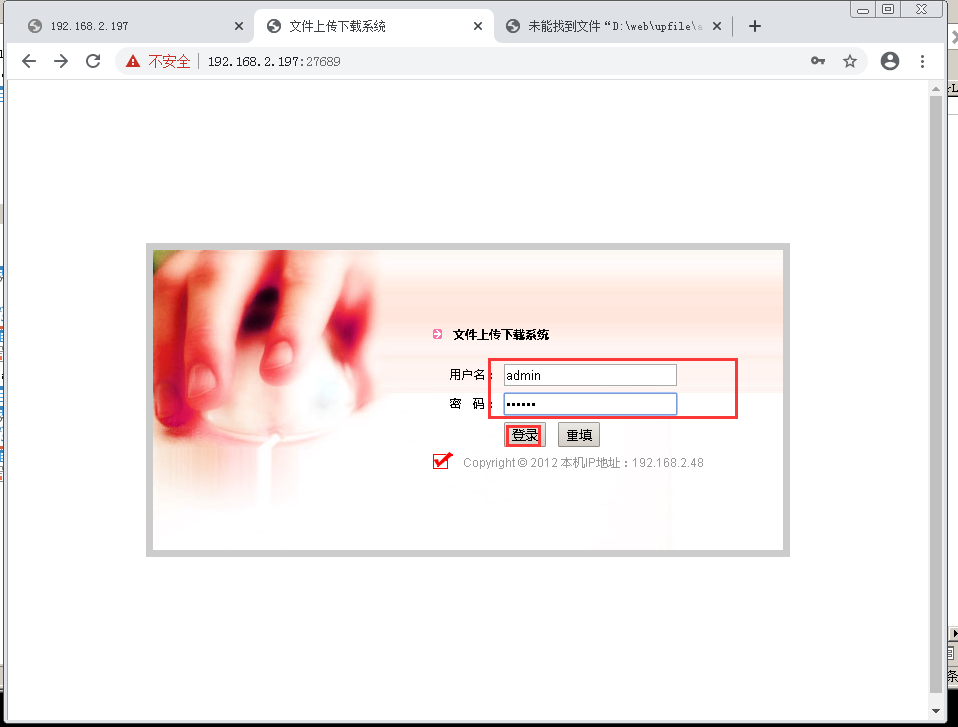 192.168.2.197
文件上传下载系统
未能找到文件“D:\web\upfile\a
不安全 192.168.2.197:27689
文件上传下载系统
用户名： admin
密 码： ••••••
登录 重填
Copyright © 2012 本机IP地址：192.168.2.48